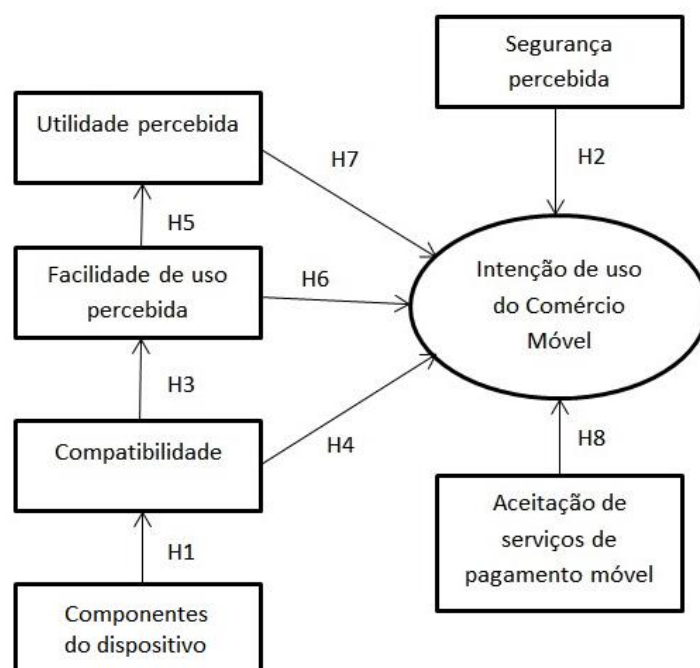 Segurança
percebida
Utilidade percebida
H7
H2
H5
Facilidade de uso
percebida
H6
Intenção de uso
do Comércio
Móvel
H3
Compatibilidade
H4
H8
Aceitação de
serviços de
pagamento móvel
H1
Componentes
do dispositivo